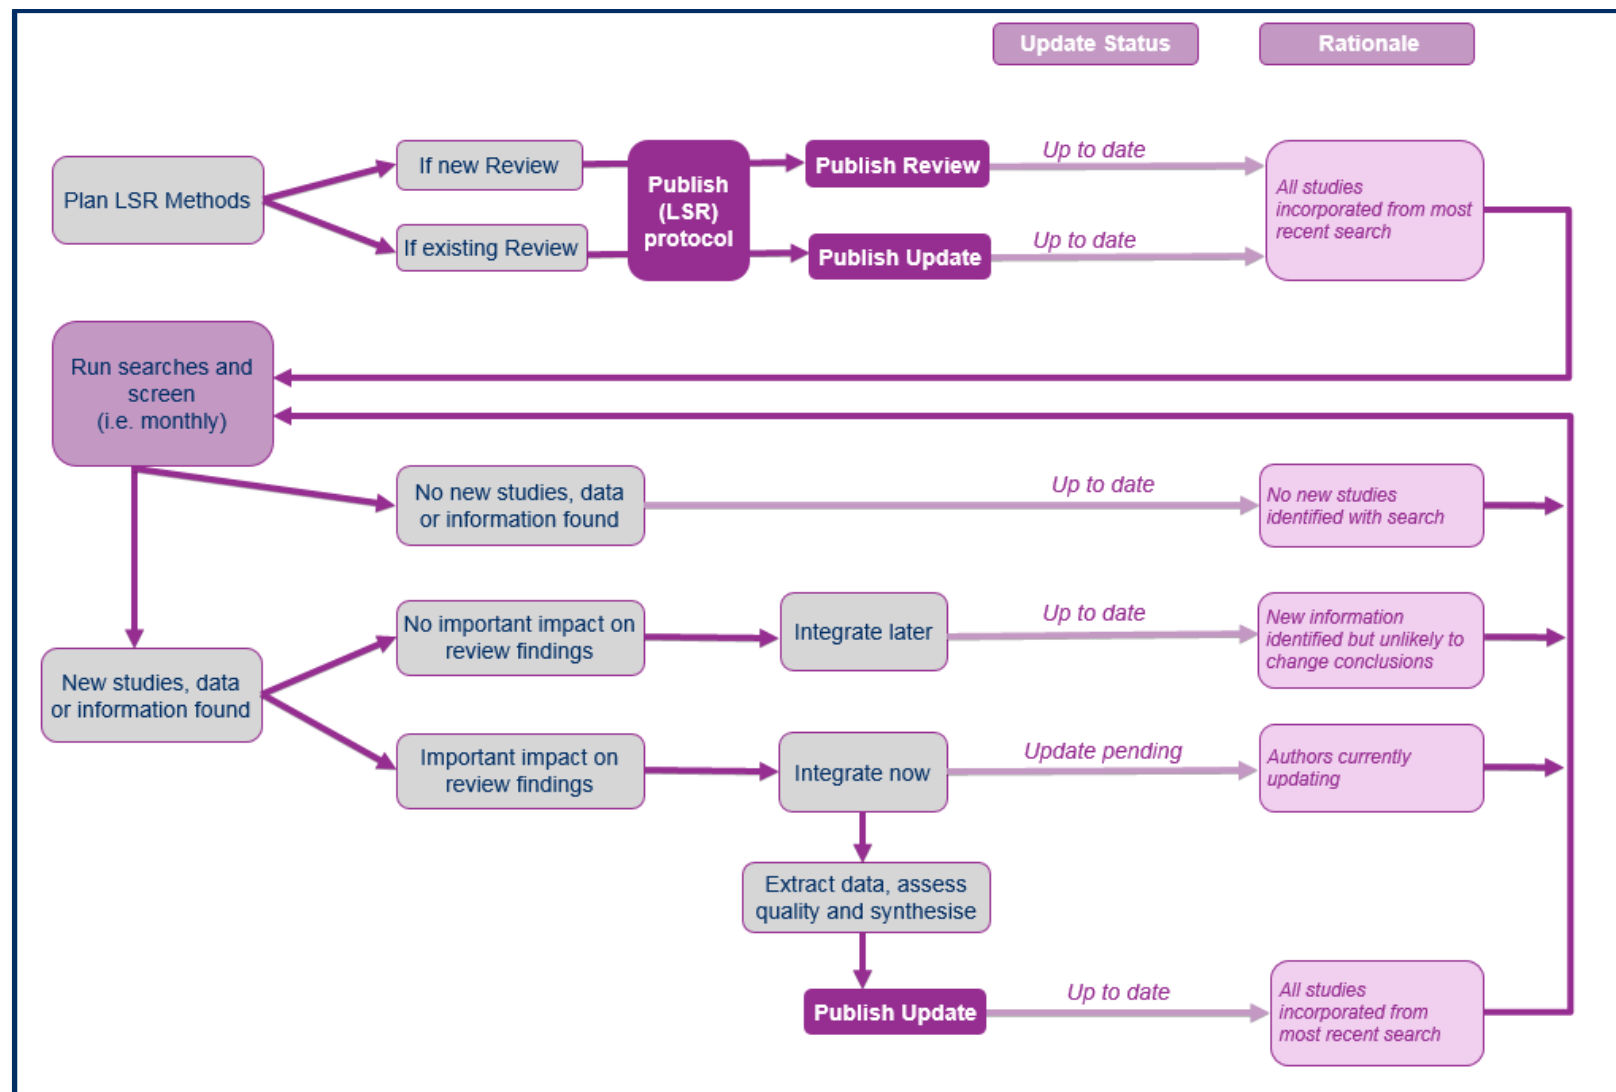 Update Status
Rationale
Plan LSR Methods
If new Review
If existing Review
Publish
(LSR)
protocol
Publish Review
Publish Update
Up to date
Up to date
All studies
incorporated from most
recent search
Run searches and
screen
(i.e. monthly)
No new studies, data
or information found
Up to date
No new studies
identified with search
New studies, data
or information found
No important impact on
review findings
Integrate later
Up to date
New information
identified but unlikely to
change conclusions
Important impact on
review findings
Integrate now
Update pending
Authors currently
updating
Extract data, assess
quality and synthesise
Publish Update
Up to date
All studies
incorporated from
most recent search